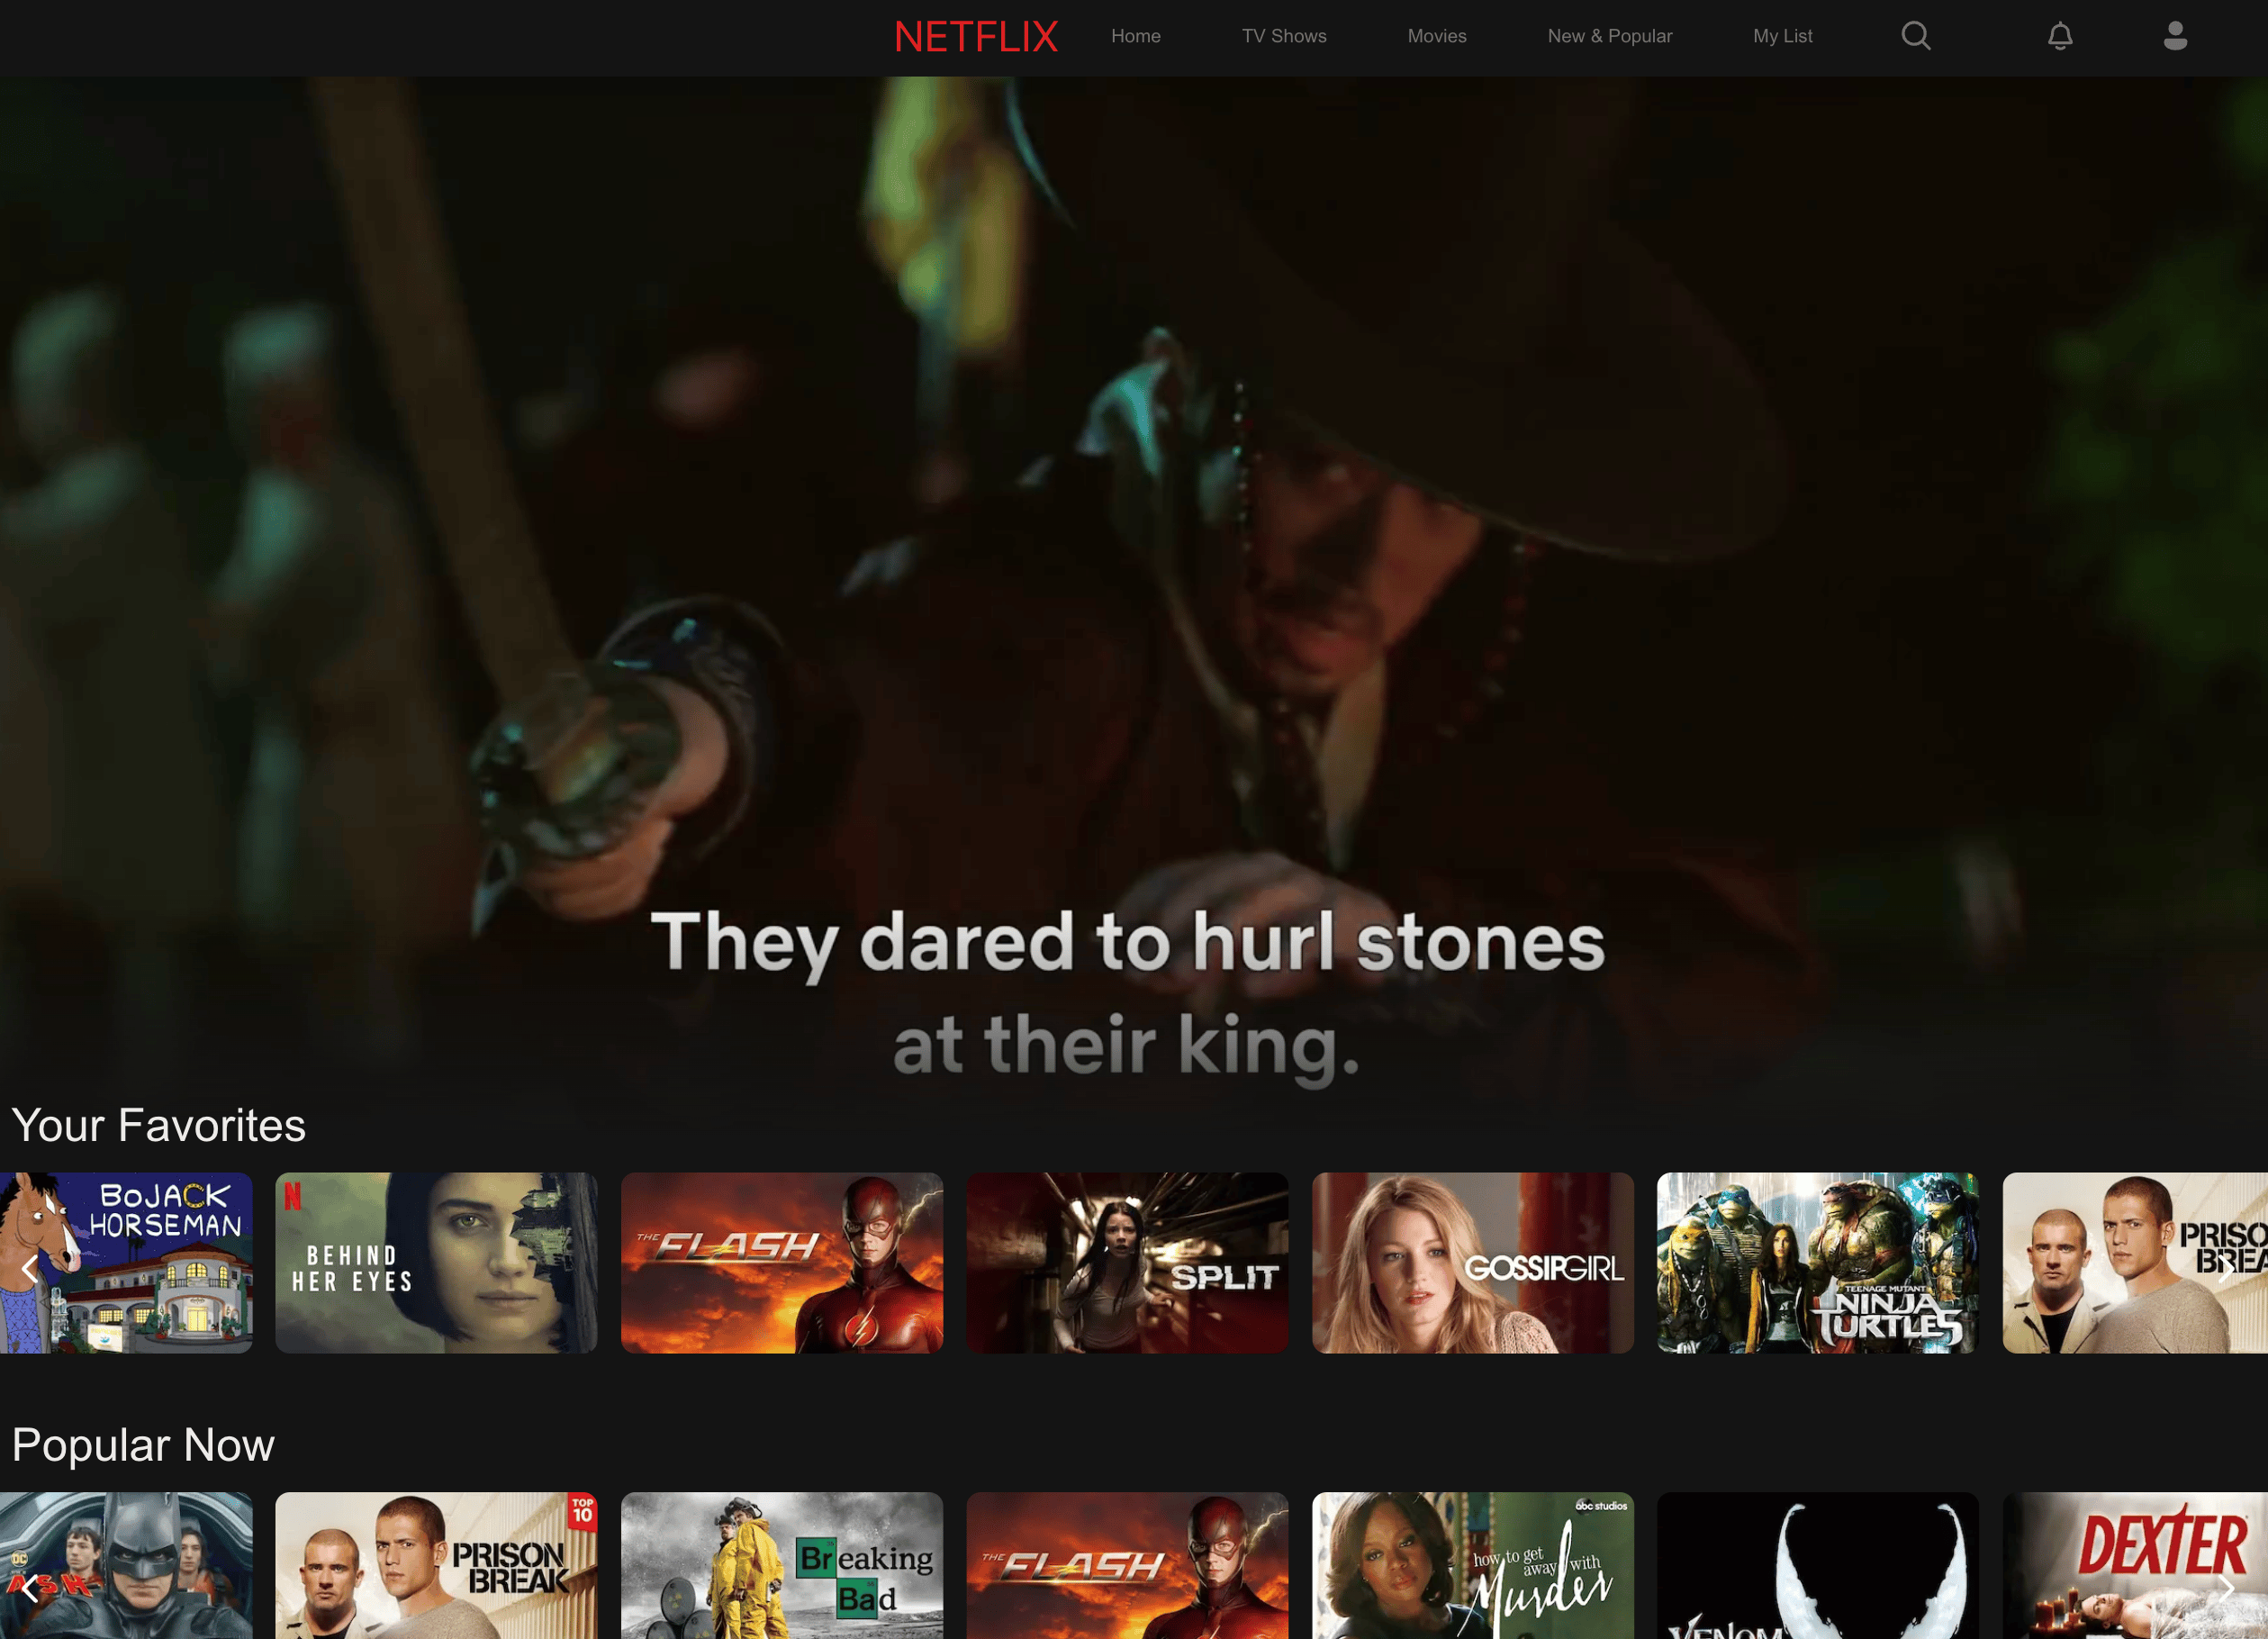 NETFLIX
Home
TV Shows
Movies
New & Popular
My List
They dared to hurl stones
at their king.
Your Favorites
BOJACK
HORSEMAN
N
BEHIND
HER EYES
THE FLASH
SPLIT
GOSSIPGIRL
TEENAGE MUTANT
NINJA
TURTLES
PRISO
BREA
Popular Now
DC
TOP
10
PRISON
BREAK
Breaking
Bad
THE FLASH
abc studios
how to get
away with
Murder
VENOM
DEXTER